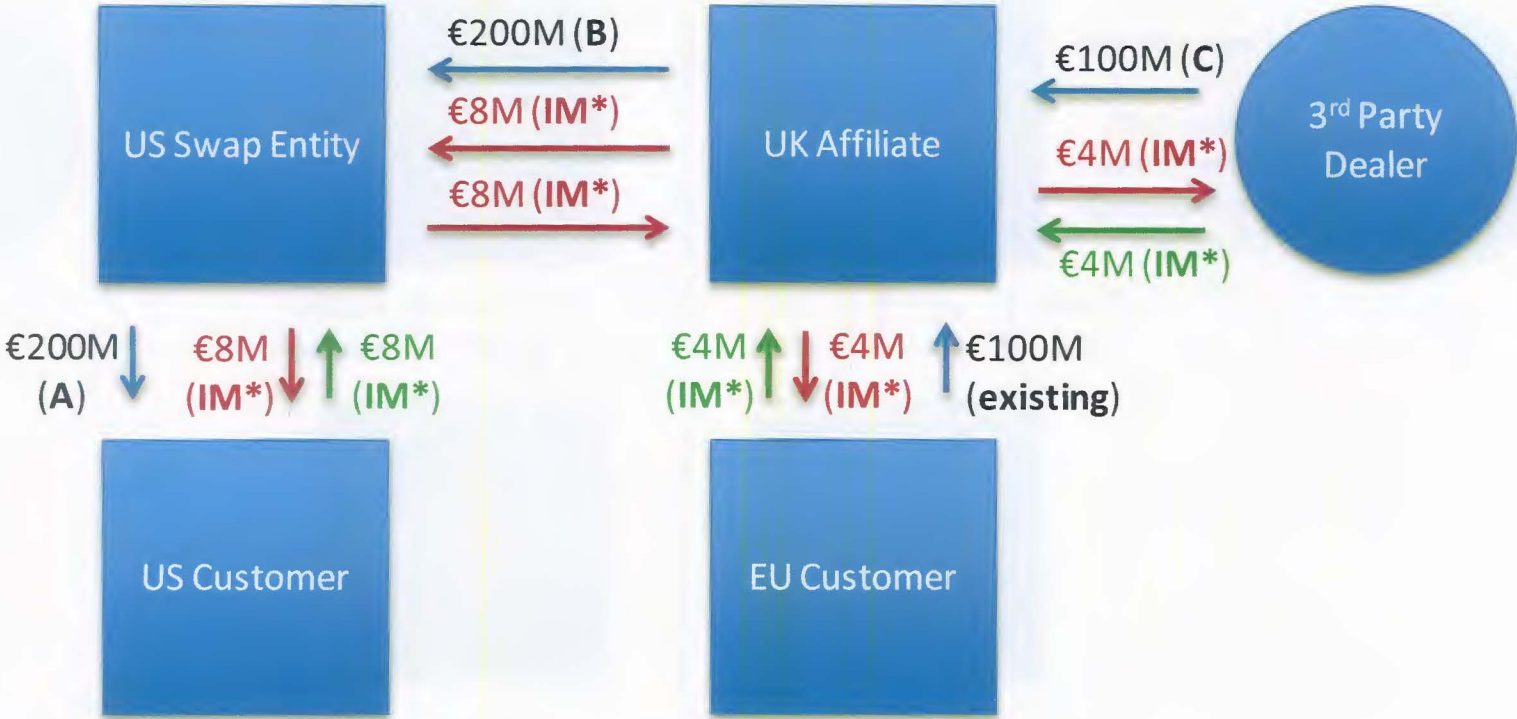 €200M (B)
€8M (IM*)
€8M (IM*)
US Swap Entity
UK Affiliate
€100M (C)
€4M (IM*)
€4M (IM*)
3rd Party
Dealer
€200M
(A)
€8M
(IM*)
€8M
(IM*)
€4M
(IM*)
€4M
(IM*)
€100M
(existing)
US Customer
EU Customer